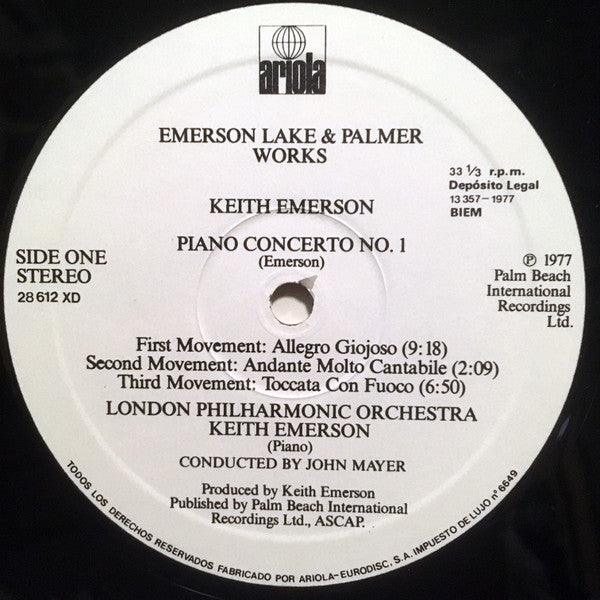 ariola
EMERSON LAKE & PALMER
WORKS
33 1/3 r.p.m.
Depósito Legal
13 357-1977
BIEM
KEITH EMERSON
PIANO CONCERTO NO. 1
(Emerson)
SIDE ONE
STEREO
28 612 XD
℗ 1977
Palm Beach
International
Recordings
Ltd.
First Movement: Allegro Giojoso (9:18)
Second Movement: Andante Molto Cantabile (2:09)
Third Movement: Toccata Con Fuoco (6:50)
LONDON PHILHARMONIC ORCHESTRA
KEITH EMERSON
(Piano)
CONDUCTED BY JOHN MAYER
Produced by Keith Emerson
Published by Palm Beach International
Recordings Ltd., ASCAP.
TODOS LOS DERECHOS RESERVADOS FABRICADO POR ARIOLA-EURODISC, S.A. IMPUESTO DE LUJO nº 6649